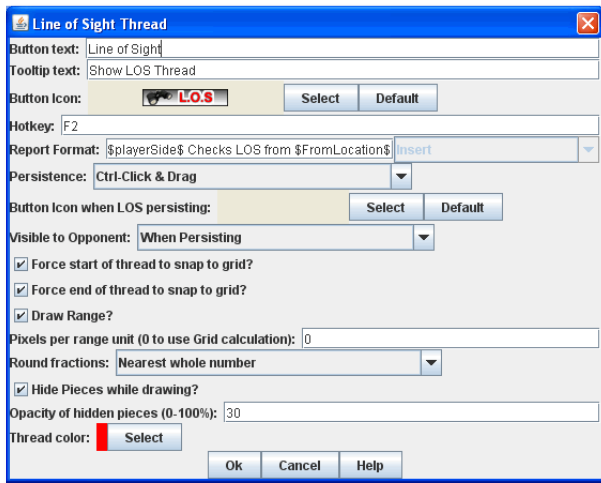 Line of Sight Thread
Button text: Line of Sight
Tooltip text: Show LOS Thread
Button Icon: L.O.S Select Default
Hotkey: F2
Report Format: $playerSide$ Checks LOS from $FromLocation$ Insert
Persistence: Ctrl-Click & Drag
Button Icon when LOS persisting: Select Default
Visible to Opponent: When Persisting
Force start of thread to snap to grid?
Force end of thread to snap to grid?
Draw Range?
Pixels per range unit (0 to use Grid calculation): 0
Round fractions: Nearest whole number
Hide Pieces while drawing?
Opacity of hidden pieces (0-100%): 30
Thread color: Select
Ok Cancel Help